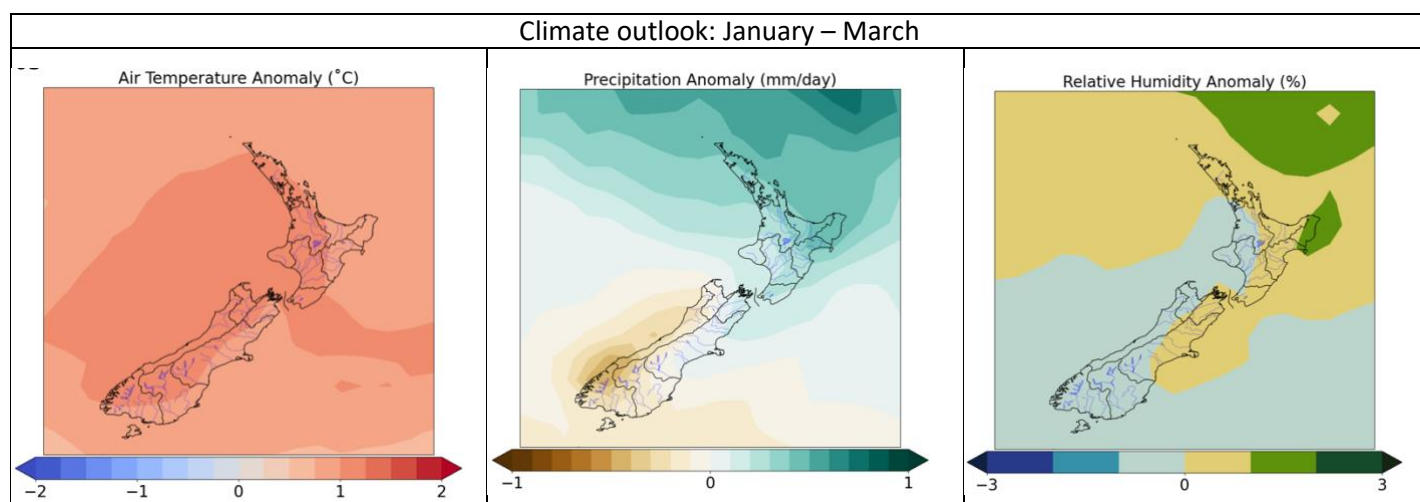 Climate outlook: January – March
Air Temperature Anomaly (˚C)
Precipitation Anomaly (mm/day)
Relative Humidity Anomaly (%)
−2 −1 0 1 2
−1 0 1
−3 0 3